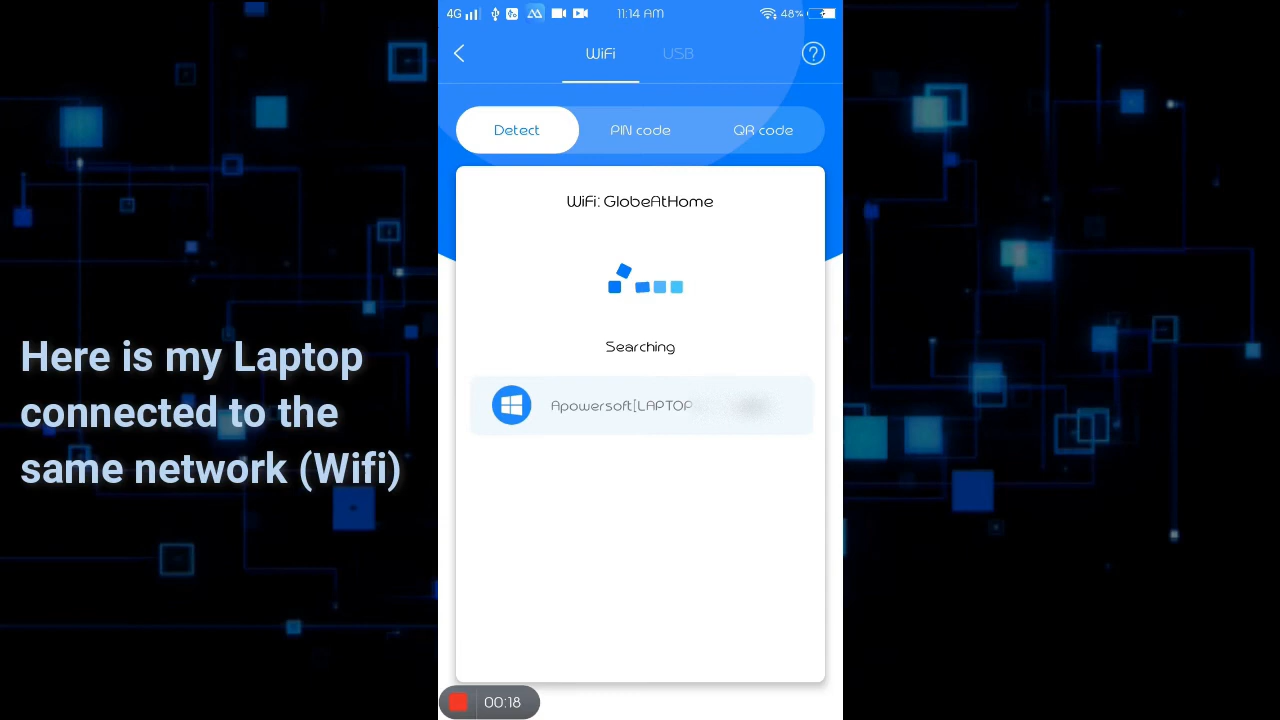 4G 11:14 AM 48%
WiFi USB
Detect PIN code QR code
WiFi: GlobeAtHome
Searching
Apowersoft[LAPTOP
Here is my Laptop
connected to the
same network (Wifi)
00:18